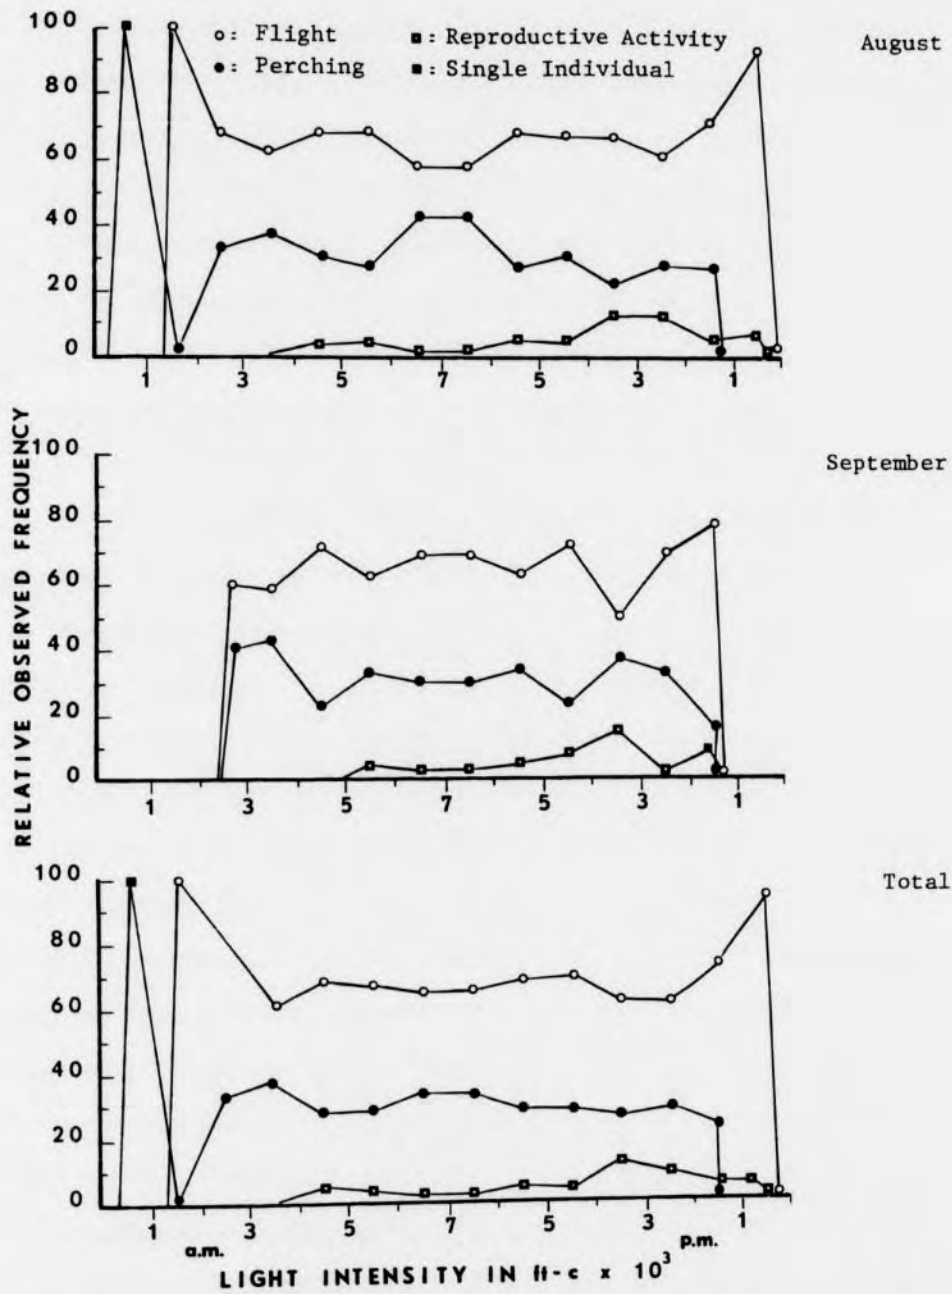 100
80
60
40
20
0
o: Flight
●: Perching
■: Reproductive Activity
■: Single Individual
August
1 3 5 7 5 3 1
RELATIVE OBSERVED FREQUENCY
100
80
60
40
20
0
September
1 3 5 7 5 3 1
100
80
60
40
20
0
Total
1 3 5 7 5 3 1
a.m. p.m.
LIGHT INTENSITY IN ft-c x 10³